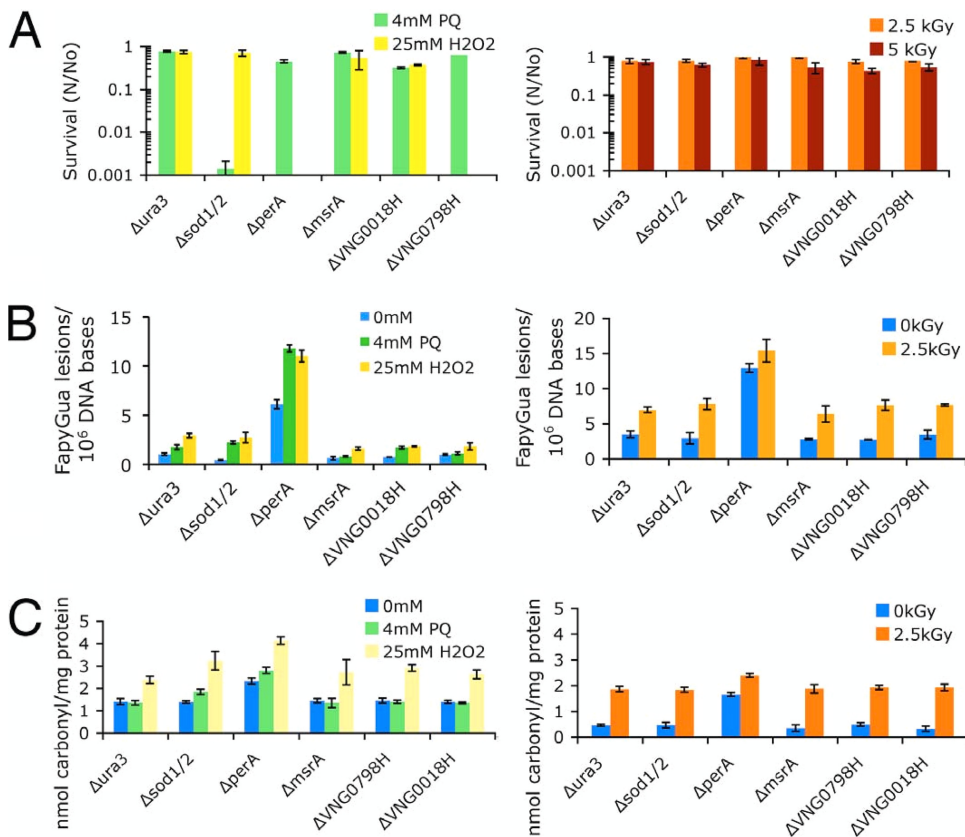 A
4mM PQ
25mM H2O2
Survival (N/No)
1
0.1
0.01
0.001
Δura3
Δsod1/2
ΔperA
ΔmsrA
ΔVNG0018H
ΔVNG0798H
2.5 kGy
5 kGy
Survival (N/No)
1
0.1
0.01
0.001
Δura3
Δsod1/2
ΔperA
ΔmsrA
ΔVNG0018H
ΔVNG0798H
B
FapyGua lesions/
10⁶ DNA bases
15
10
5
0
0mM
4mM PQ
25mM H2O2
Δura3
Δsod1/2
ΔperA
ΔmsrA
ΔVNG0018H
ΔVNG0798H
FapyGua lesions/
10⁶ DNA bases
20
15
10
5
0
0kGy
2.5kGy
Δura3
Δsod1/2
ΔperA
ΔmsrA
ΔVNG0018H
ΔVNG0798H
C
nmol carbonyl/mg protein
5
4
3
2
1
0
0mM
4mM PQ
25mM H2O2
Δura3
Δsod1/2
ΔperA
ΔmsrA
ΔVNG0798H
ΔVNG0018H
nmol carbonyl/mg protein
5
4
3
2
1
0
0kGy
2.5kGy
Δura3
Δsod1/2
ΔperA
ΔmsrA
ΔVNG0798H
ΔVNG0018H